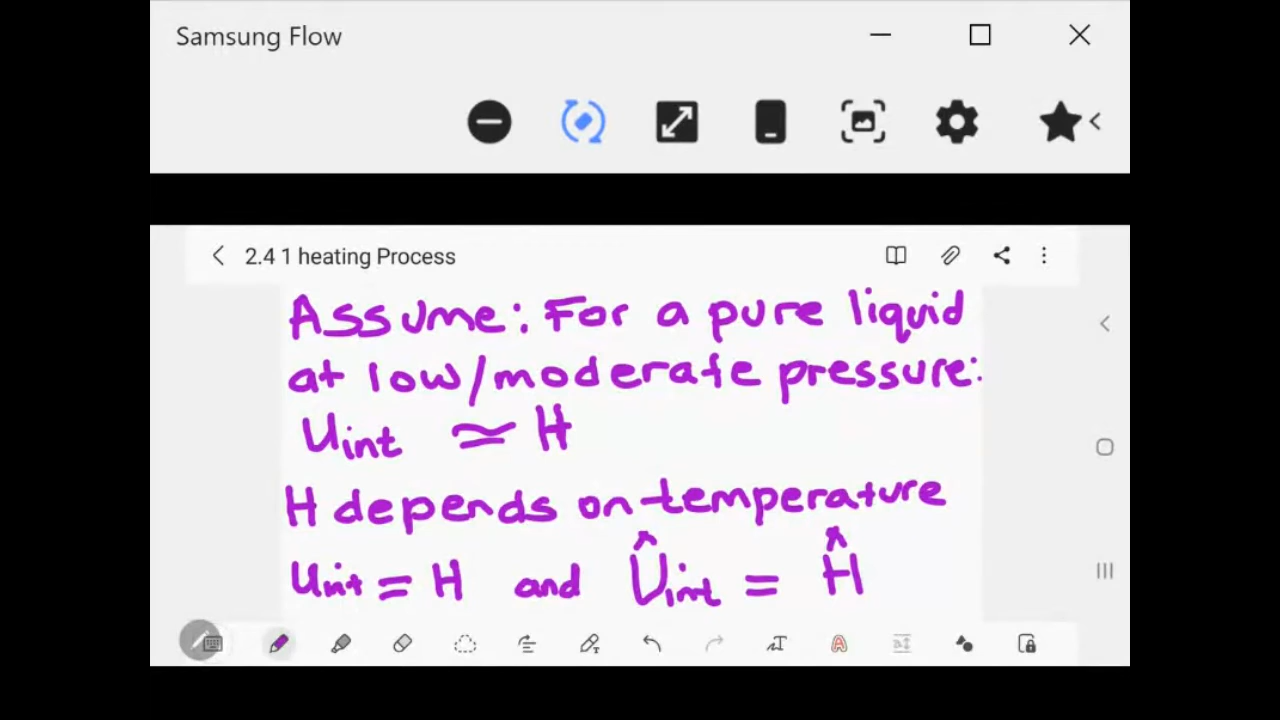 Samsung Flow
2.4 1 heating Process
Assume: For a pure liquid
at low/moderate pressure:
Uint ≃ H
H depends on temperature
Uint = H and Ûint = Ĥ